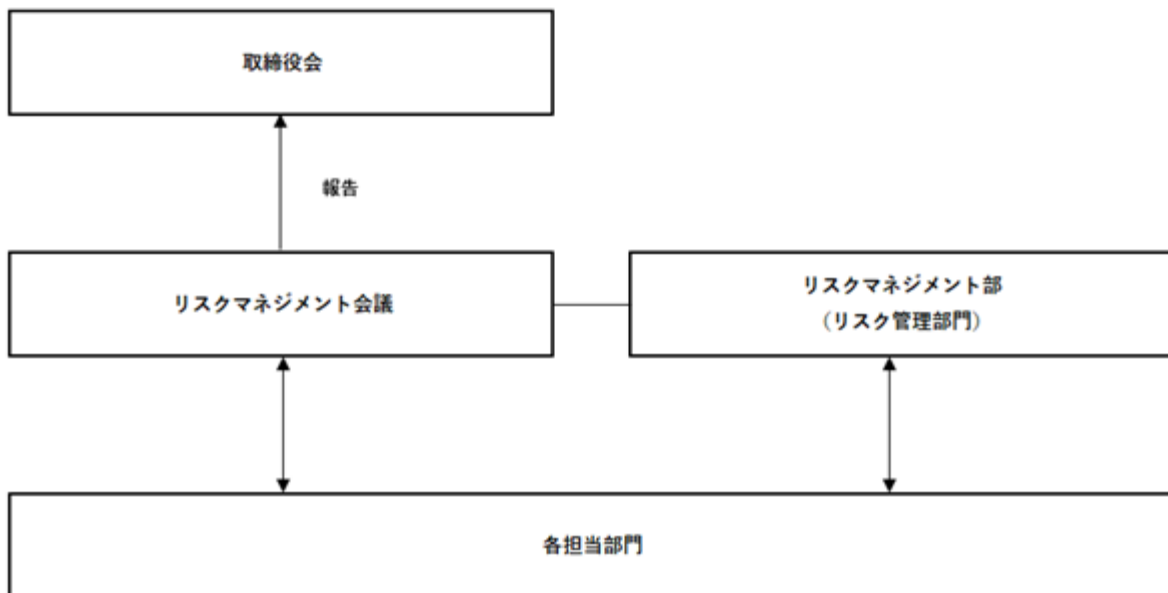 取締役会
報告
リスクマネジメント会議
リスクマネジメント部
（リスク管理部門）
各担当部門